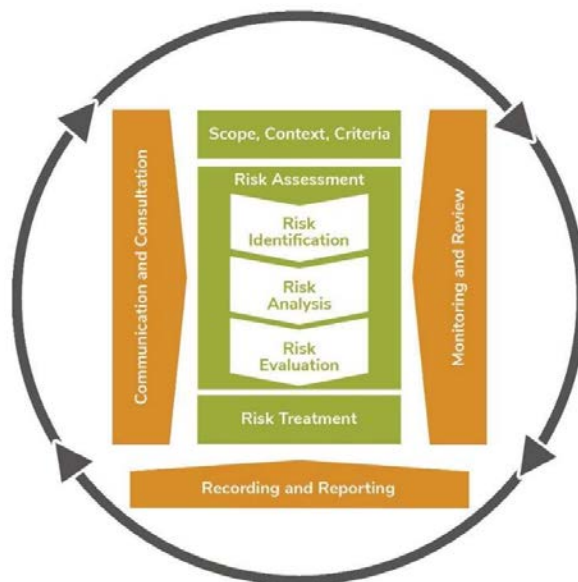 Scope, Context, Criteria
Risk Assessment
Risk
Identification
Risk
Analysis
Risk
Evaluation
Risk Treatment
Communication and Consultation
Monitoring and Review
Recording and Reporting